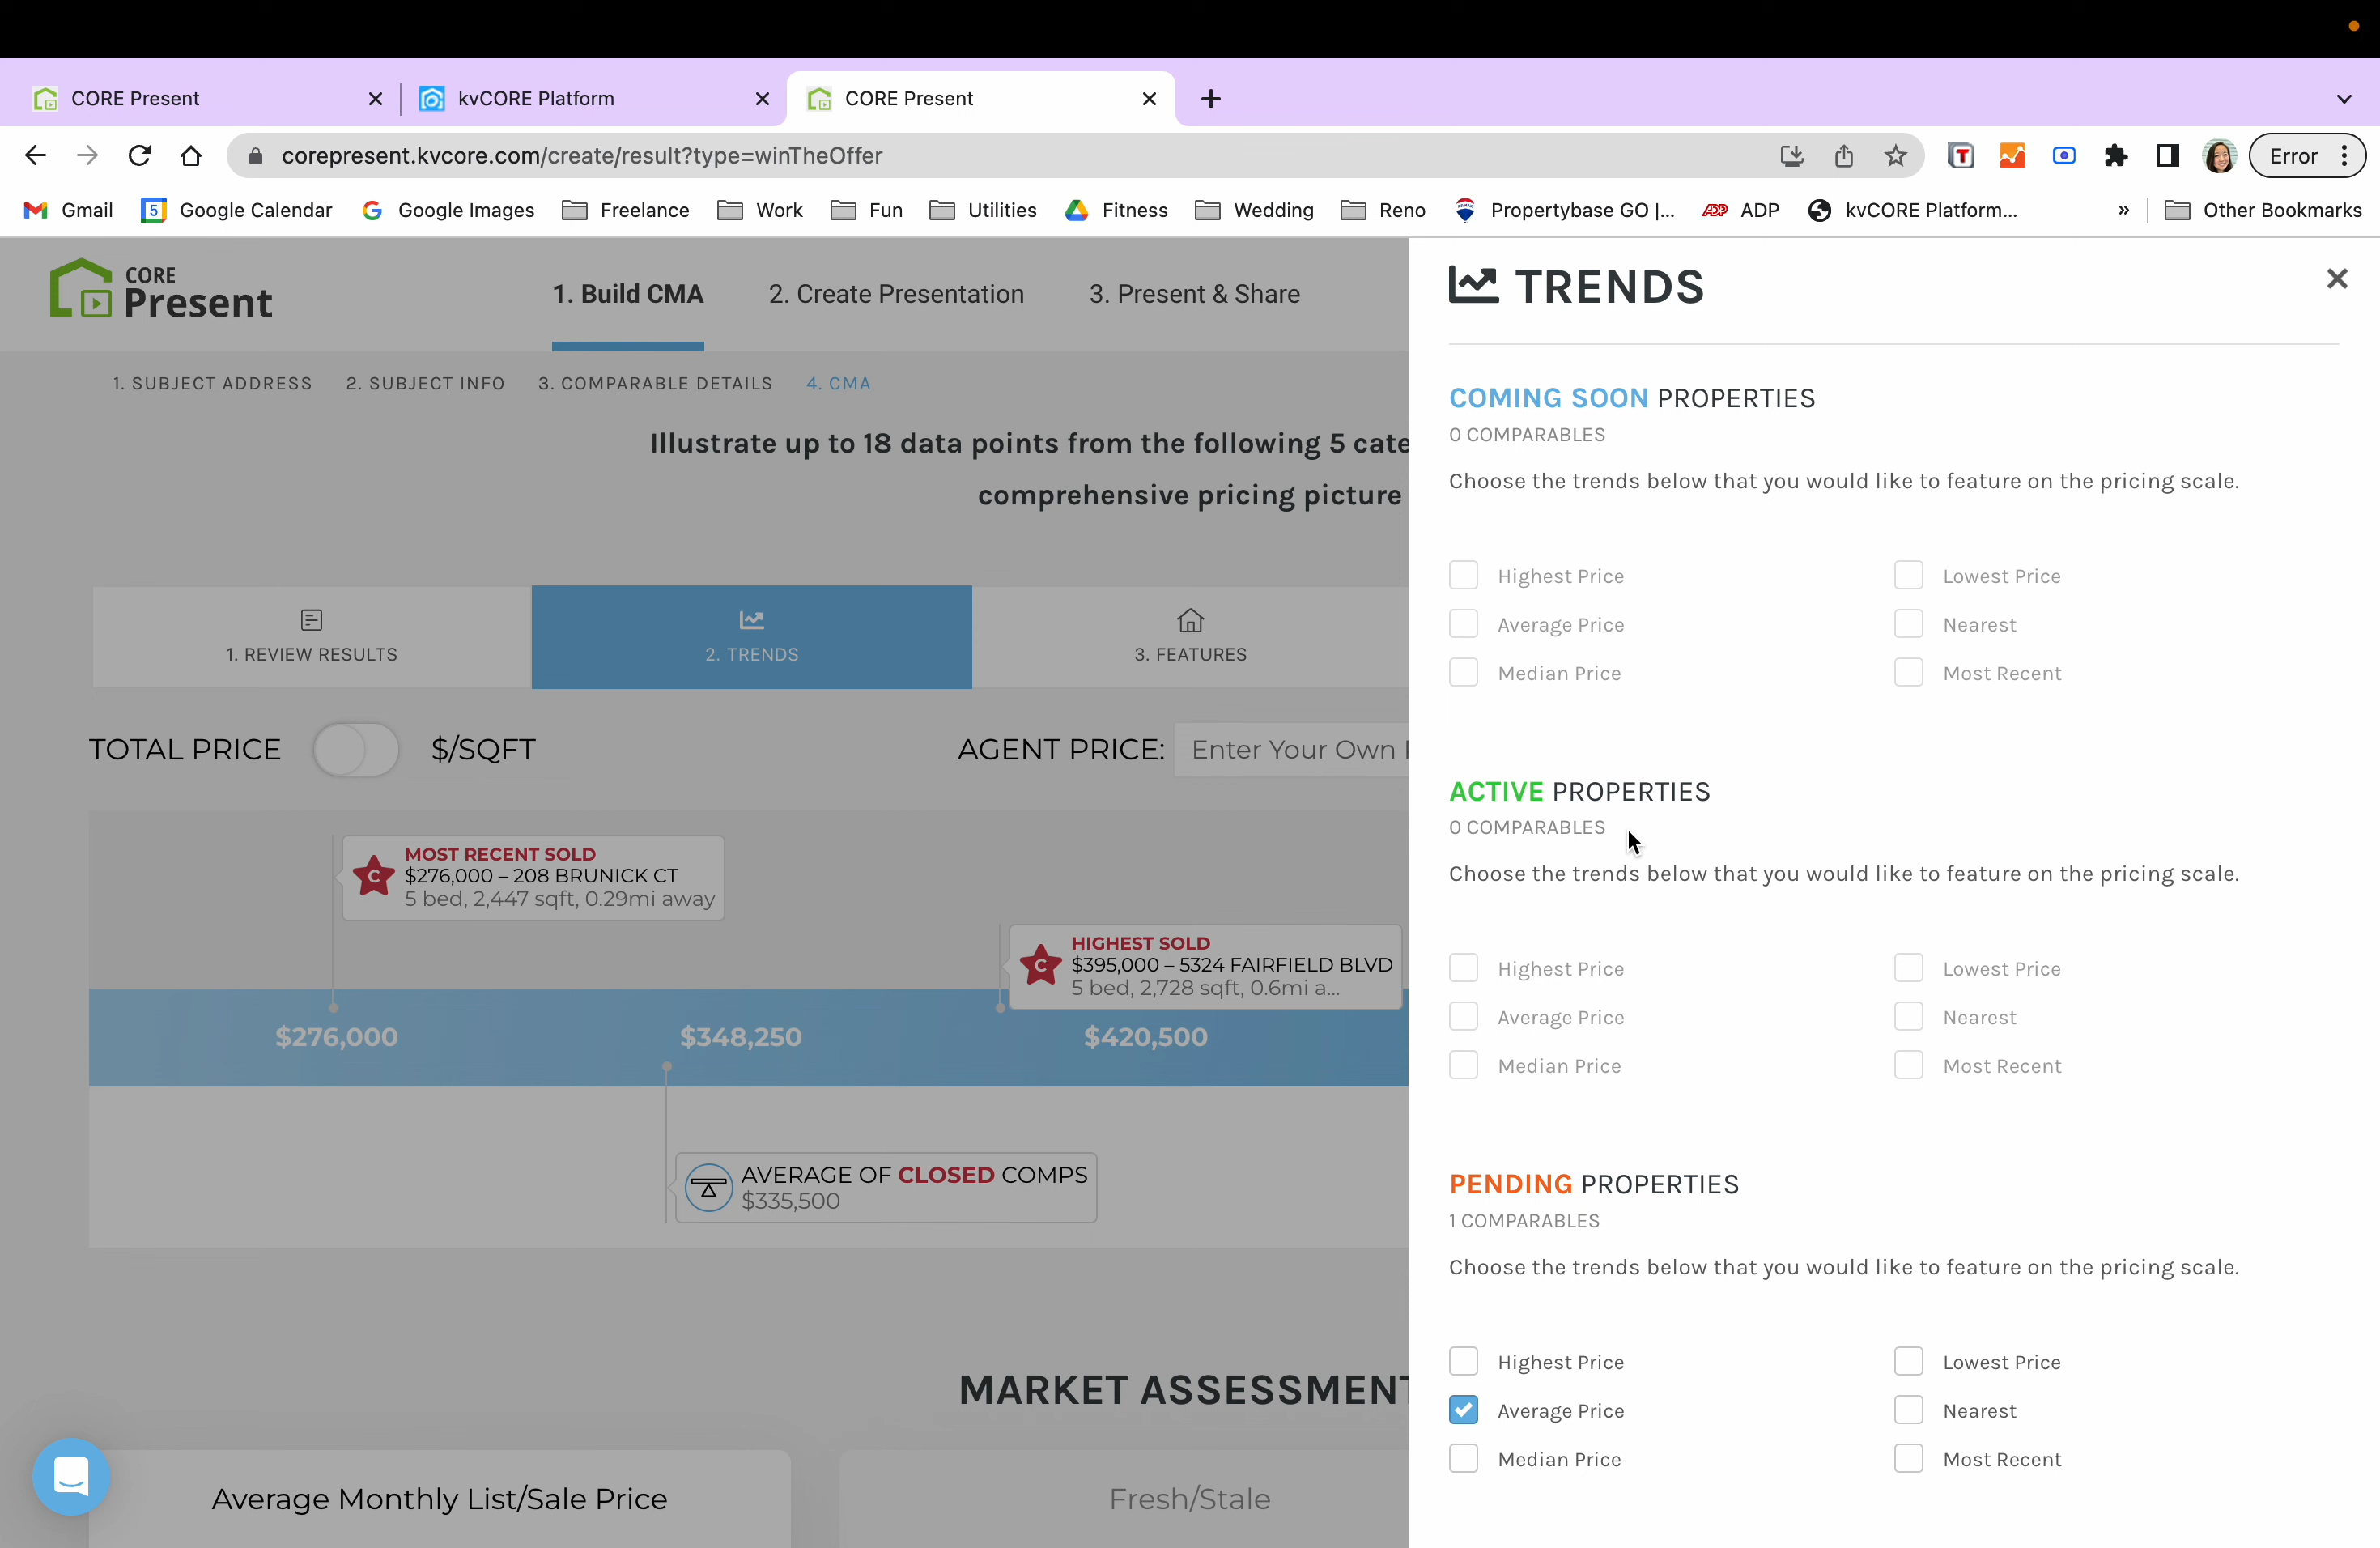 CORE Present
kvCORE Platform
CORE Present
corepresent.kvcore.com/create/result?type=winTheOffer
Error
Gmail
5
Google Calendar
Google Images
Freelance
Work
Fun
Utilities
Fitness
Wedding
Reno
Propertybase GO |...
ADP
ADP
kvCORE Platform...
»
Other Bookmarks
CORE
Present
1. Build CMA
2. Create Presentation
3. Present & Share
1. SUBJECT ADDRESS
2. SUBJECT INFO
3. COMPARABLE DETAILS
4. CMA
Illustrate up to 18 data points from the following 5 cate
comprehensive pricing picture
1. REVIEW RESULTS
2. TRENDS
3. FEATURES
TOTAL PRICE
$/SQFT
AGENT PRICE:
Enter Your Own
C
MOST RECENT SOLD
$276,000 – 208 BRUNICK CT
5 bed, 2,447 sqft, 0.29mi away
C
HIGHEST SOLD
$395,000 – 5324 FAIRFIELD BLVD
5 bed, 2,728 sqft, 0.6mi a...
$276,000
$348,250
$420,500
AVERAGE OF CLOSED COMPS
$335,500
MARKET ASSESSMENT
Average Monthly List/Sale Price
Fresh/Stale
TRENDS
COMING SOON PROPERTIES
0 COMPARABLES
Choose the trends below that you would like to feature on the pricing scale.
Highest Price
Lowest Price
Average Price
Nearest
Median Price
Most Recent
ACTIVE PROPERTIES
0 COMPARABLES
Choose the trends below that you would like to feature on the pricing scale.
Highest Price
Lowest Price
Average Price
Nearest
Median Price
Most Recent
PENDING PROPERTIES
1 COMPARABLES
Choose the trends below that you would like to feature on the pricing scale.
Highest Price
Lowest Price
Average Price
Nearest
Median Price
Most Recent